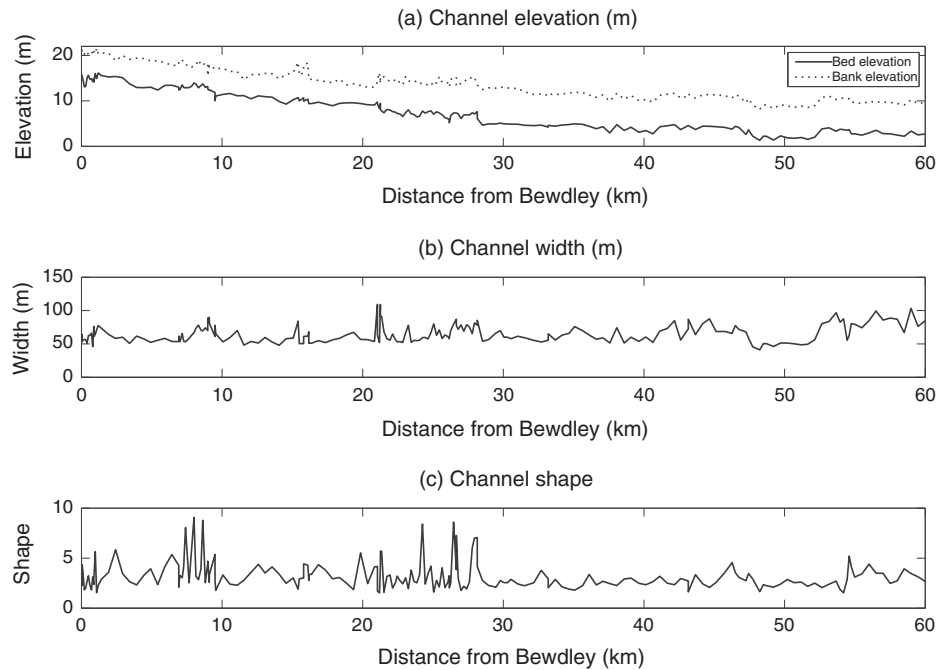 (a) Channel elevation (m)
Elevation (m)
20
10
0
Bed elevation
Bank elevation
0 10 20 30 40 50 60
Distance from Bewdley (km)
(b) Channel width (m)
Width (m)
150
100
50
0
0 10 20 30 40 50 60
Distance from Bewdley (km)
(c) Channel shape
Shape
10
5
0
0 10 20 30 40 50 60
Distance from Bewdley (km)